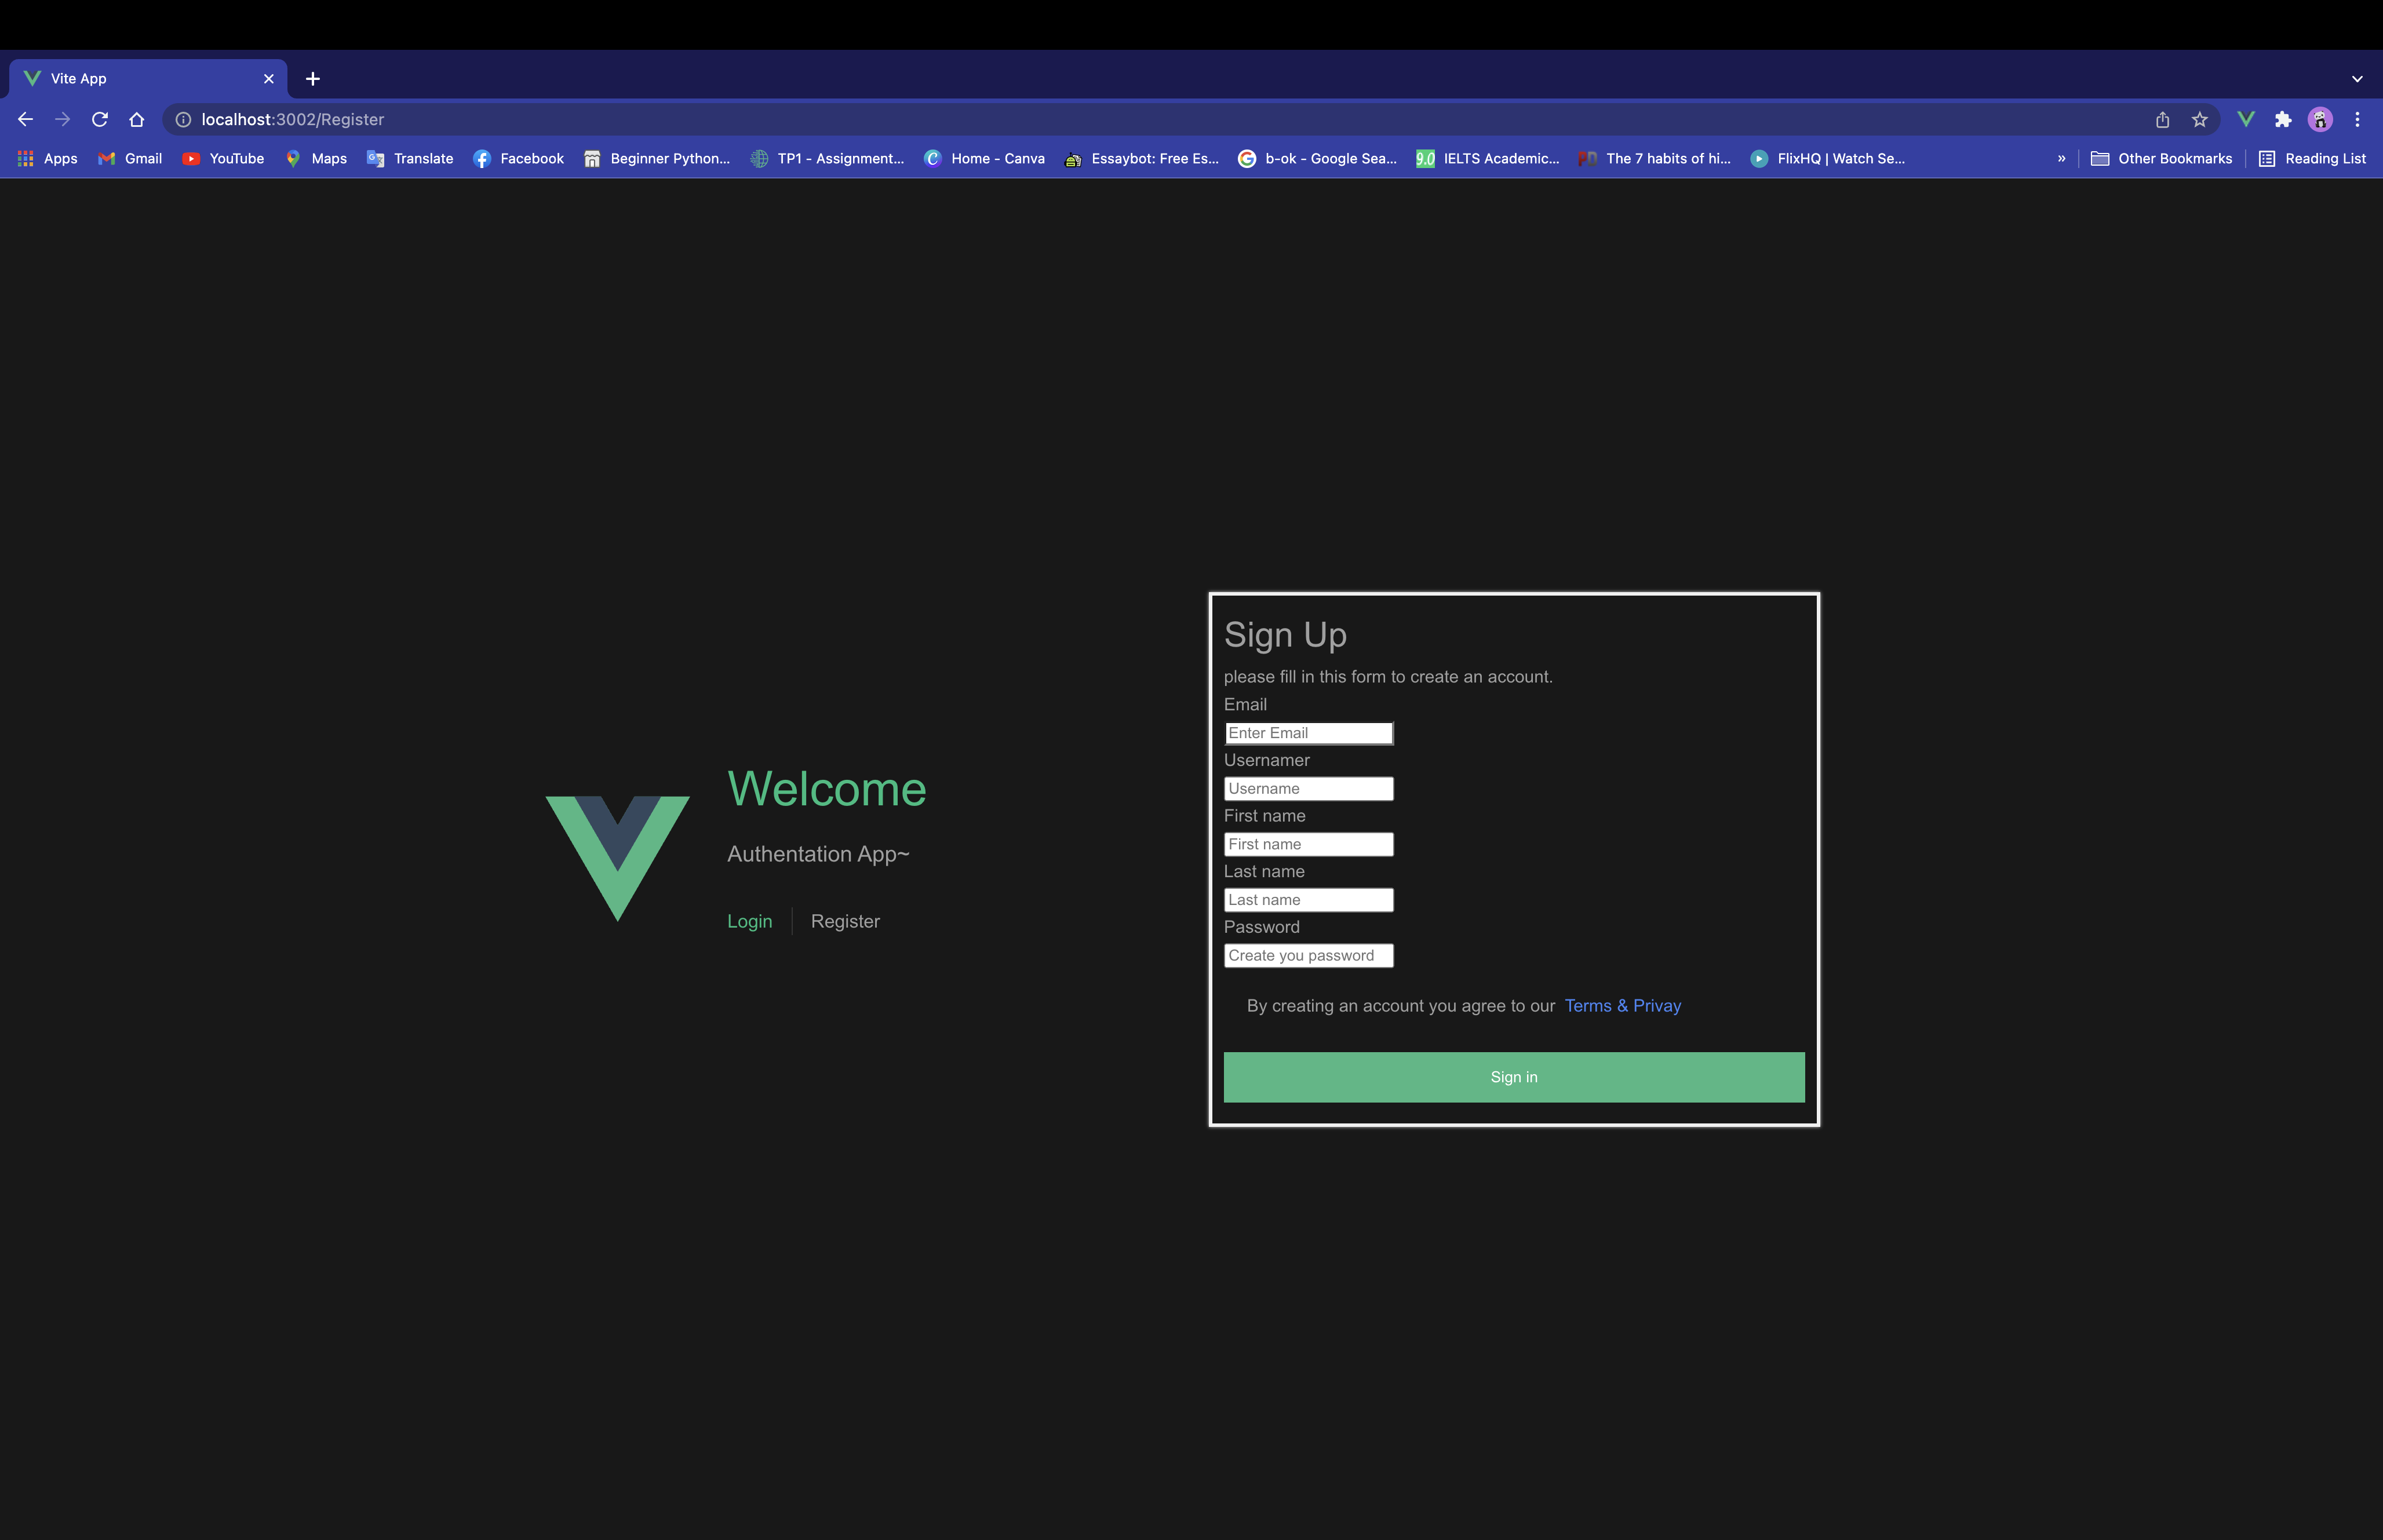 Vite App
localhost:3002/Register
Apps Gmail YouTube Maps Translate Facebook Beginner Python... TP1 - Assignment... Home - Canva Essaybot: Free Es... b-ok - Google Sea... 9.0 IELTS Academic... The 7 habits of hi... FlixHQ | Watch Se... » Other Bookmarks Reading List
Welcome
Authentation App~
Login Register
Sign Up
please fill in this form to create an account.
Email
Enter Email
Usernamer
Username
First name
First name
Last name
Last name
Password
Create you password
By creating an account you agree to our Terms & Privay
Sign in